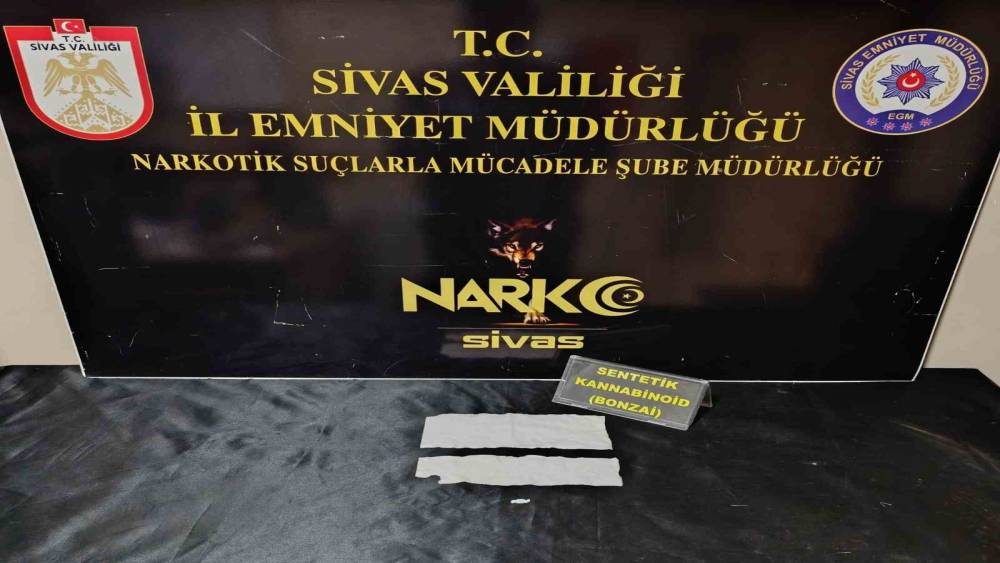 T.C.
SİVAS VALİLİĞİ
T.C.
SİVAS VALİLİĞİ
İL EMNİYET MÜDÜRLÜĞÜ
NARKOTİK SUÇLARLA MÜCADELE ŞUBE MÜDÜRLÜĞÜ
SİVAS EMNİYET MÜDÜRLÜĞÜ
EGM
NARKO
sivas
SENTETİK
KANNABİNOİD
(BONZAİ)